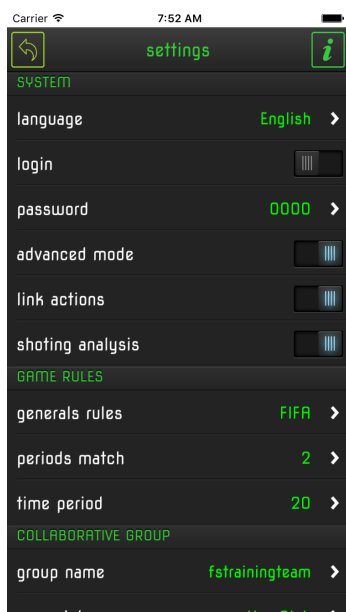 Carrier 7:52 AM
settings i
SYSTEM
language English
login
password 0000
advanced mode
link actions
shoting analysis
GAME RULES
generals rules FIFA
periods match 2
time period 20
COLLABORATIVE GROUP
group name fstrainingteam